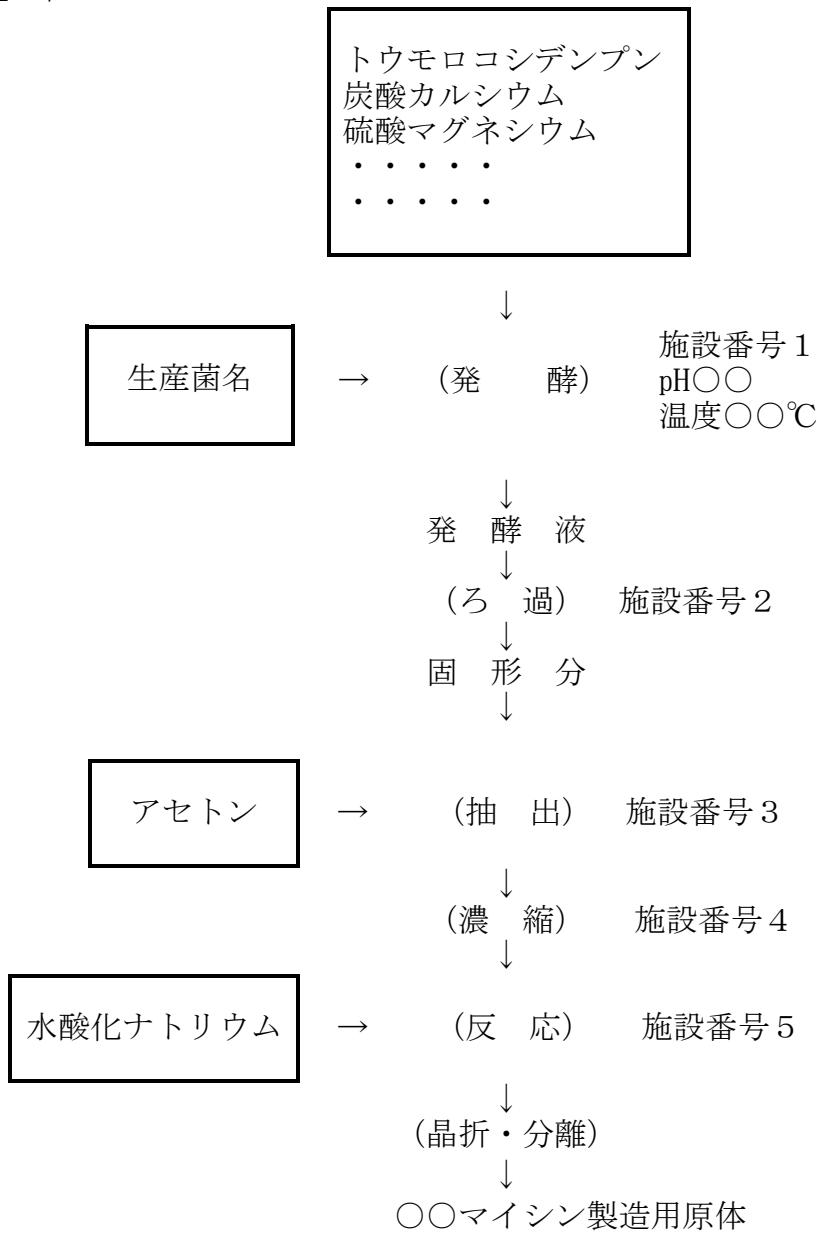 トウモロコシデンプン
炭酸カルシウム
硫酸マグネシウム
・・・・・
・・・・・
↓
生産菌名 → (発　酵) 施設番号１
pH○○
温度○○℃
↓
発　酵　液
↓
(ろ　過) 施設番号２
↓
固　形　分
↓
アセトン → (抽　出) 施設番号３
↓
(濃　縮) 施設番号４
↓
水酸化ナトリウム → (反　応) 施設番号５
↓
(晶折・分離)
↓
○○マイシン製造用原体